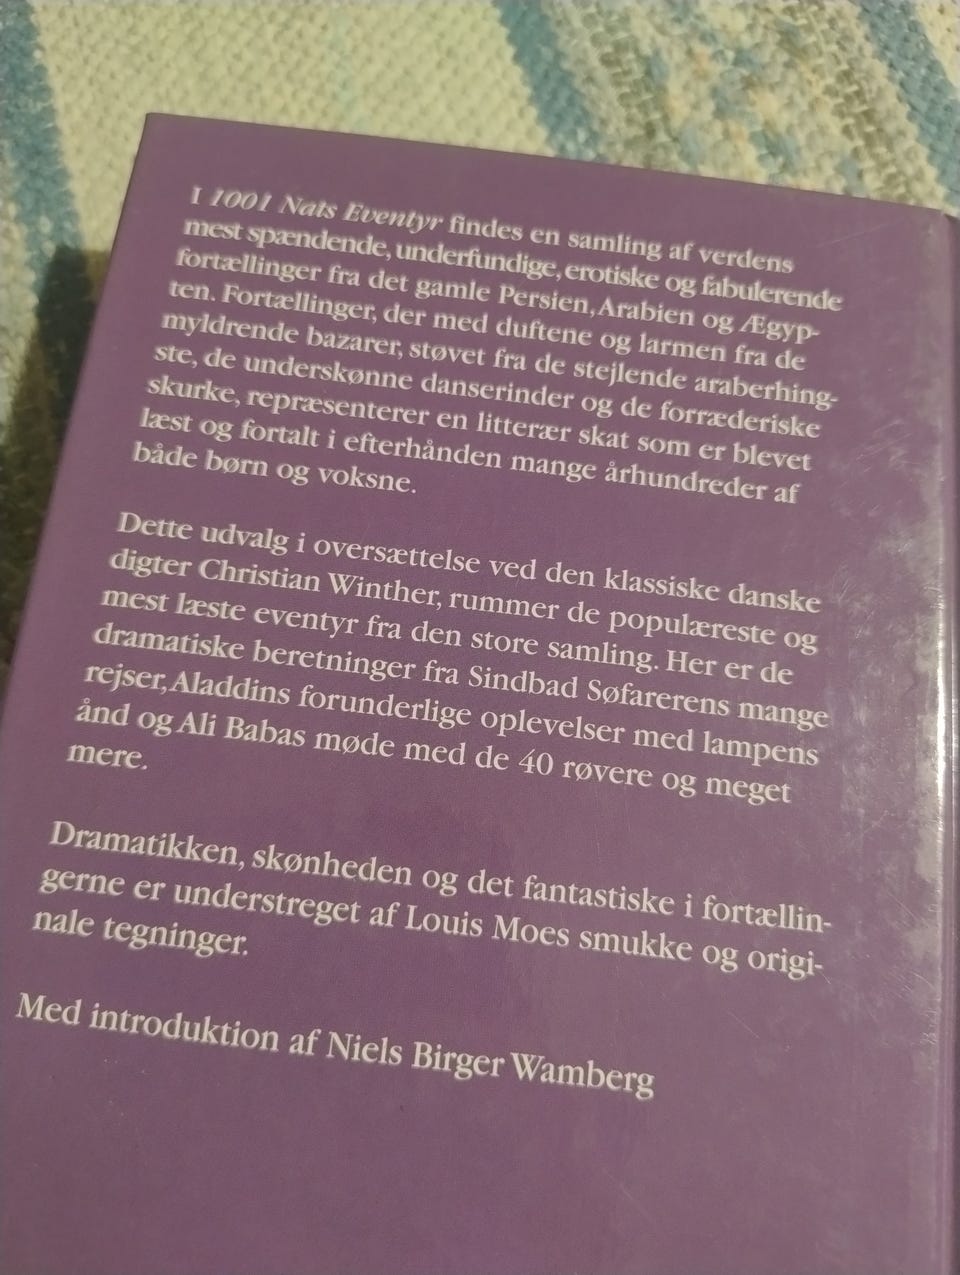 I 1001 Nats Eventyr findes en samling af verdens
mest spændende, underfundige, erotiske og fabulerende
fortællinger fra det gamle Persien, Arabien og Ægyp-
ten. Fortællinger, der med duftene og larmen fra de
myldrende bazarer, støvet fra de stejlende araberhing-
ste, de underskønne danserinder og de forræderiske
skurke, repræsenterer en litterær skat som er blevet
læst og fortalt i efterhånden mange århundreder af
både børn og voksne.
Dette udvalg i oversættelse ved den klassiske danske
digter Christian Winther, rummer de populæreste og
mest læste eventyr fra den store samling. Her er de
dramatiske beretninger fra Sindbad Søfarerens mange
rejser, Aladdins forunderlige oplevelser med lampens
ånd og Ali Babas møde med de 40 røvere og meget
mere.
Dramatikken, skønheden og det fantastiske i fortællin-
gerne er understreget af Louis Moes smukke og origi-
nale tegninger.
Med introduktion af Niels Birger Wamberg